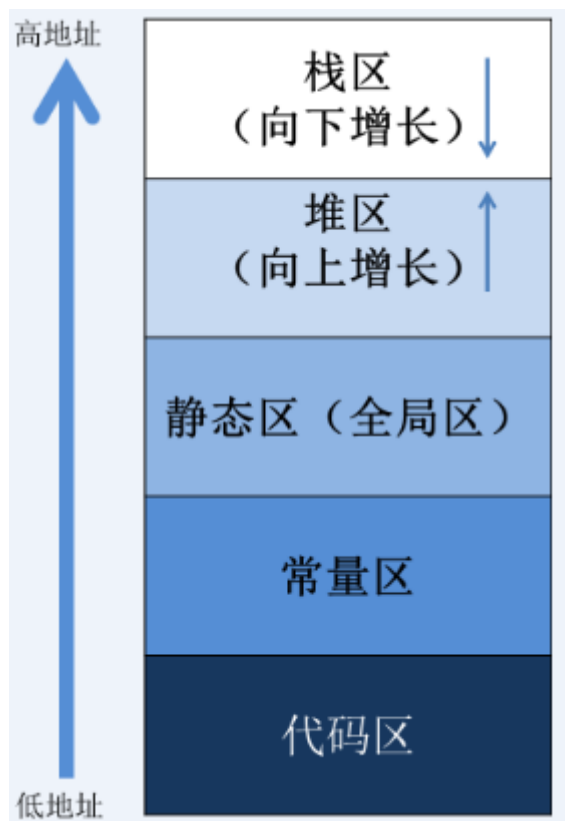 高地址
栈区
（向下增长）
堆区
（向上增长）
静态区（全局区）
常量区
代码区
低地址